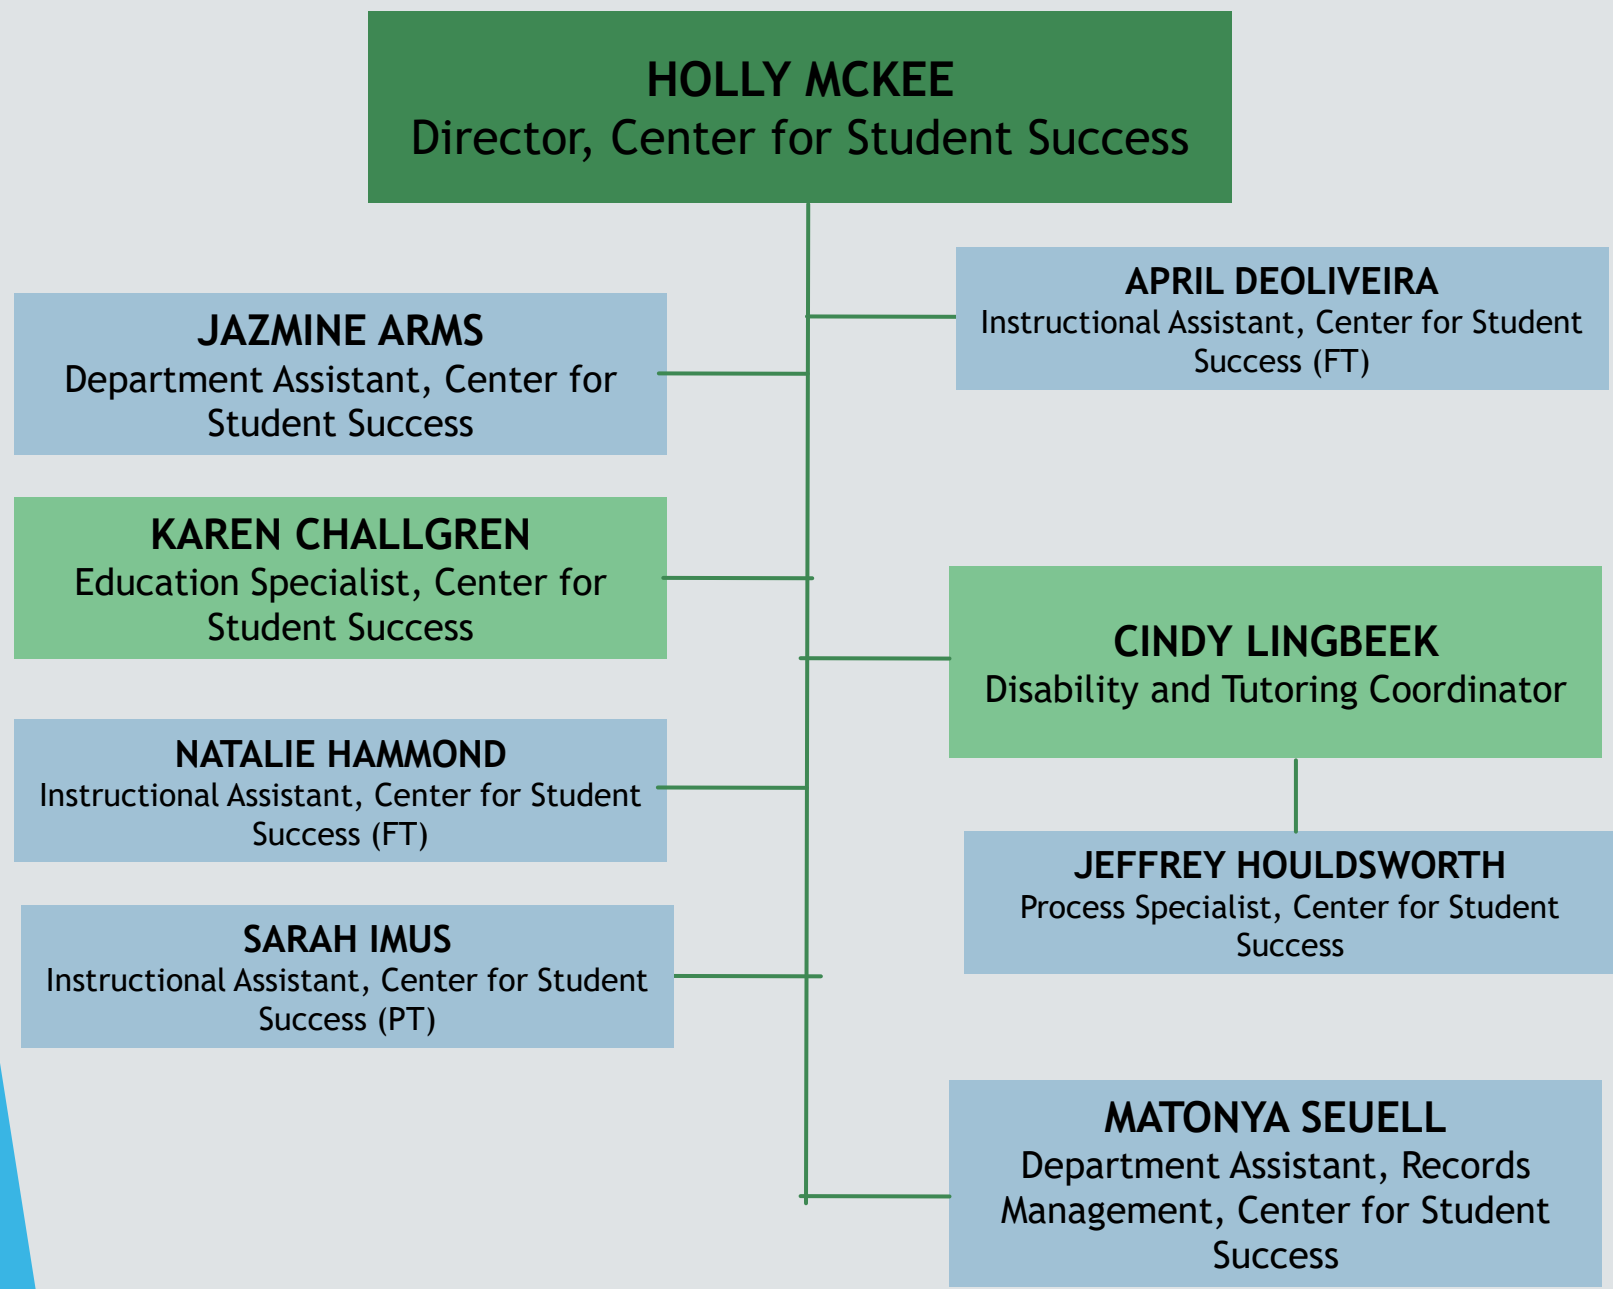 HOLLY MCKEE
Director, Center for Student Success
APRIL DEOLIVEIRA
Instructional Assistant, Center for Student
Success (FT)
JAZMINE ARMS
Department Assistant, Center for
Student Success
KAREN CHALLGREN
Education Specialist, Center for
Student Success
CINDY LINGBEEK
Disability and Tutoring Coordinator
NATALIE HAMMOND
Instructional Assistant, Center for Student
Success (FT)
JEFFREY HOULDSWORTH
Process Specialist, Center for Student
Success
SARAH IMUS
Instructional Assistant, Center for Student
Success (PT)
MATONYA SEUELL
Department Assistant, Records
Management, Center for Student
Success